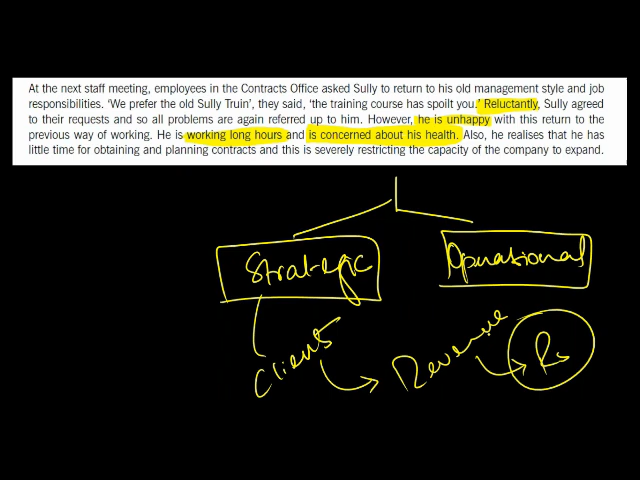 At the next staff meeting, employees in the Contracts Office asked Sully to return to his old management style and job
responsibilities. 'We prefer the old Sully Truin', they said, 'the training course has spoilt you.' Reluctantly, Sully agreed
to their requests and so all problems are again referred up to him. However, he is unhappy with this return to the
previous way of working. He is working long hours and is concerned about his health. Also, he realises that he has
little time for obtaining and planning contracts and this is severely restricting the capacity of the company to expand.
Strategic
Operational
Clients
Revenue
Rs